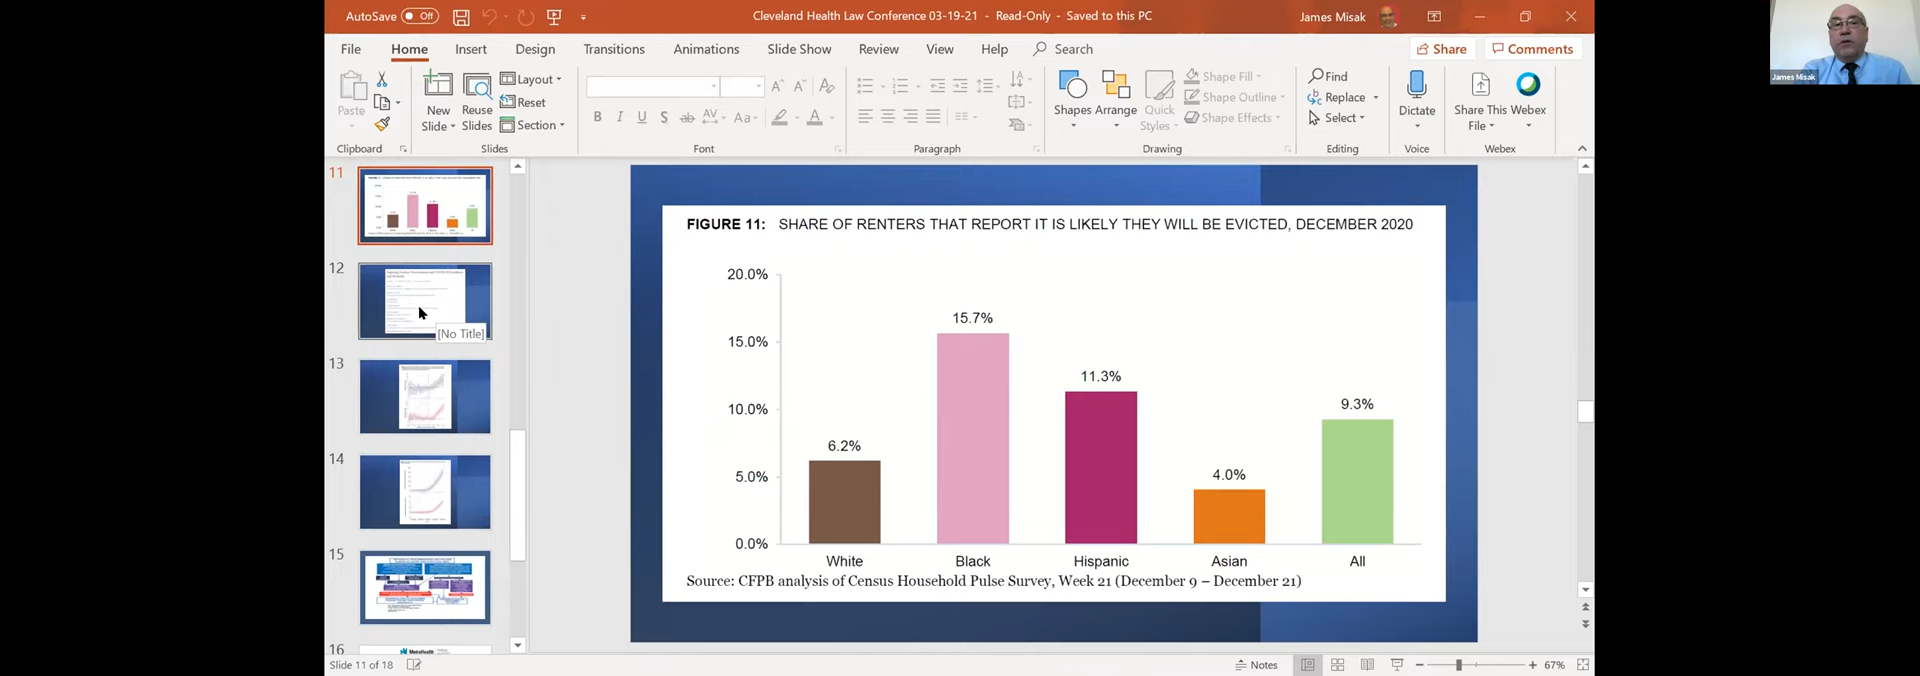 AutoSave Off
Cleveland Health Law Conference 03-19-21 - Read-Only - Saved to this PC
James Misak
File Home Insert Design Transitions Animations Slide Show Review View Help Search
Share Comments
Paste
New Slide
Reuse Slides
Layout
Reset
Section
B I U S ab AV Aa A
Shapes Arrange Quick Styles
Shape Fill
Shape Outline
Shape Effects
Find
Replace
Select
Dictate
Share This File
Webex
Clipboard Slides Font Paragraph Drawing Editing Voice Webex
James Misak
11
12
[No Title]
13
14
15
16
MetroHealth
FIGURE 11: SHARE OF RENTERS THAT REPORT IT IS LIKELY THEY WILL BE EVICTED, DECEMBER 2020
20.0%
15.0%
10.0%
5.0%
0.0%
6.2%
15.7%
11.3%
4.0%
9.3%
White Black Hispanic Asian All
Source: CFPB analysis of Census Household Pulse Survey, Week 21 (December 9 – December 21)
Slide 11 of 18
Notes
67%